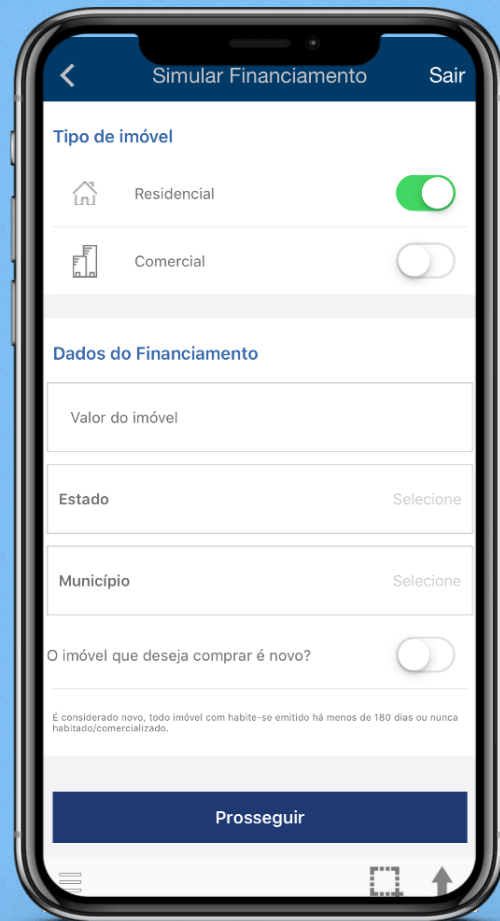 Simular Financiamento
Sair
Tipo de imóvel
Residencial
Comercial
Dados do Financiamento
Valor do imóvel
Estado
Selecione
Município
Selecione
O imóvel que deseja comprar é novo?
É considerado novo, todo imóvel com habite-se emitido há menos de 180 dias ou nunca
habitado/comercializado.
Prosseguir